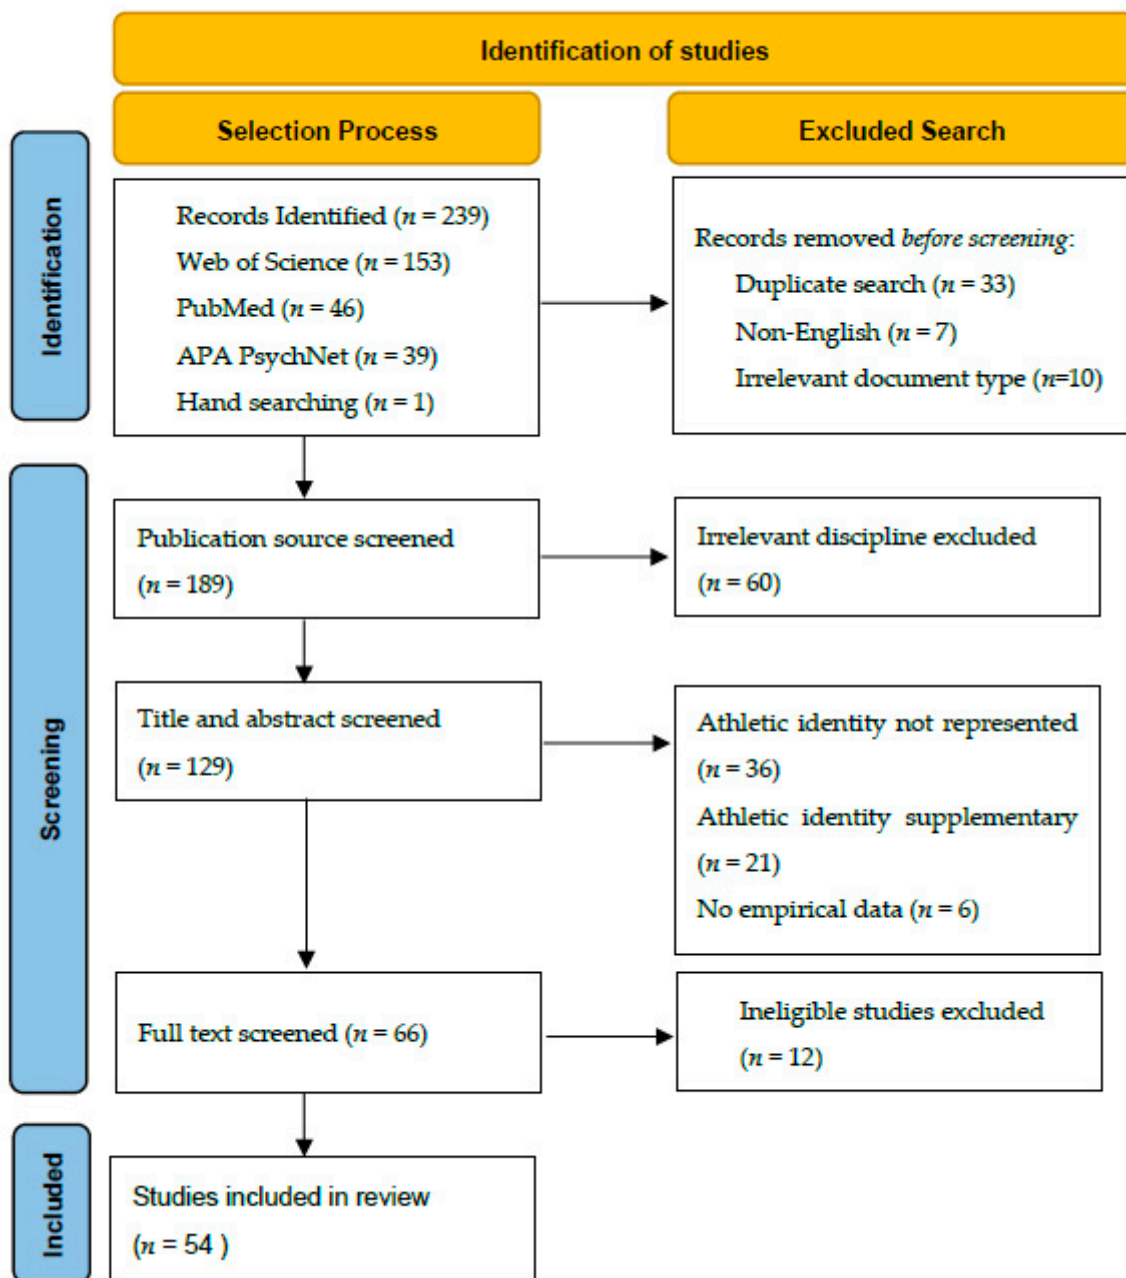 Identification of studies
Selection Process
Excluded Search
Identification
Records Identified (n = 239)
Web of Science (n = 153)
PubMed (n = 46)
APA PsychNet (n = 39)
Hand searching (n = 1)
Records removed before screening:
Duplicate search (n = 33)
Non-English (n = 7)
Irrelevant document type (n=10)
Screening
Publication source screened
(n = 189)
Irrelevant discipline excluded
(n = 60)
Title and abstract screened
(n = 129)
Athletic identity not represented
(n = 36)
Athletic identity supplementary
(n = 21)
No empirical data (n = 6)
Full text screened (n = 66)
Ineligible studies excluded
(n = 12)
Included
Studies included in review
(n = 54 )